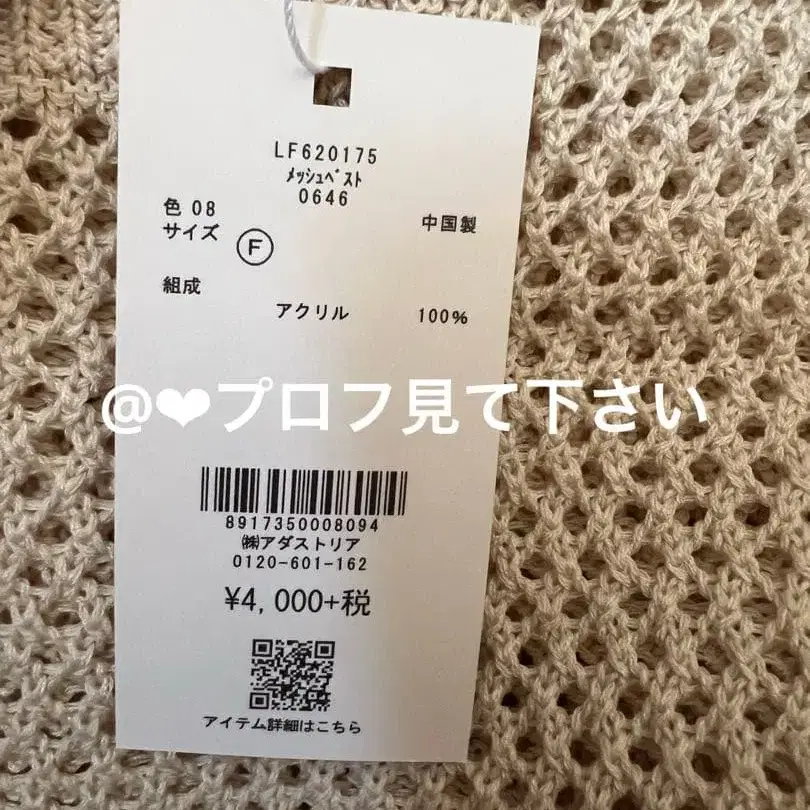 LF620175
ﾒｯｼｭﾍﾞｽﾄ
0646
色 08
中国製
サイズ
F
組成
アクリル 100%
@❤プロフ見て下さい
8917350008094
㈱アダストリア
0120-601-162
¥4,000+税
アイテム詳細はこちら